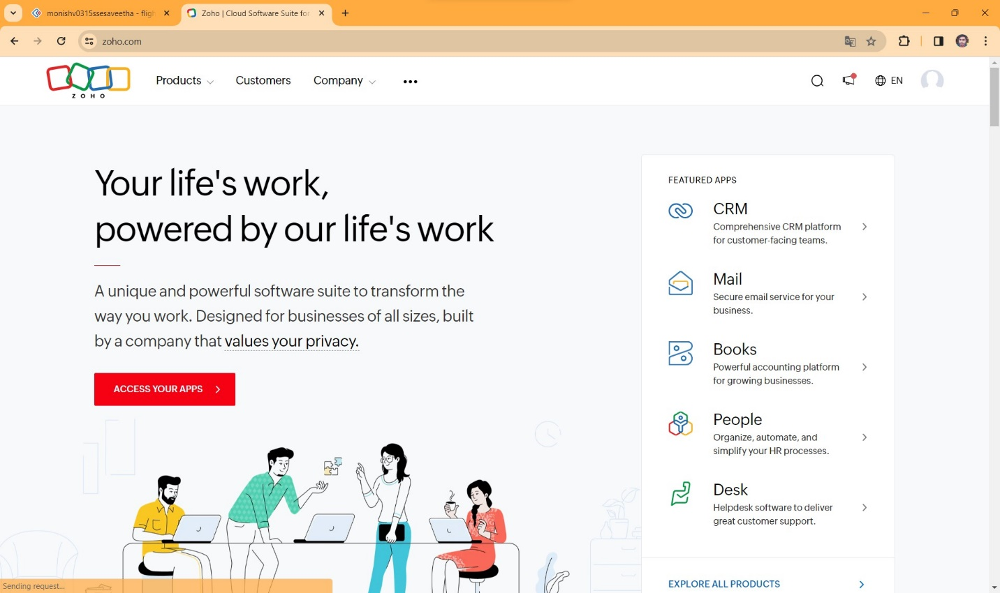 monishv0315ssesaveetha - fligh
Zoho | Cloud Software Suite for
zoho.com
ZOHO
Products
Customers
Company
EN
Your life's work,
powered by our life's work
A unique and powerful software suite to transform the
way you work. Designed for businesses of all sizes, built
by a company that values your privacy.
ACCESS YOUR APPS
FEATURED APPS
CRM
Comprehensive CRM platform
for customer-facing teams.
Mail
Secure email service for your
business.
Books
Powerful accounting platform
for growing businesses.
People
Organize, automate, and
simplify your HR processes.
Desk
Helpdesk software to deliver
great customer support.
EXPLORE ALL PRODUCTS
Sending request...